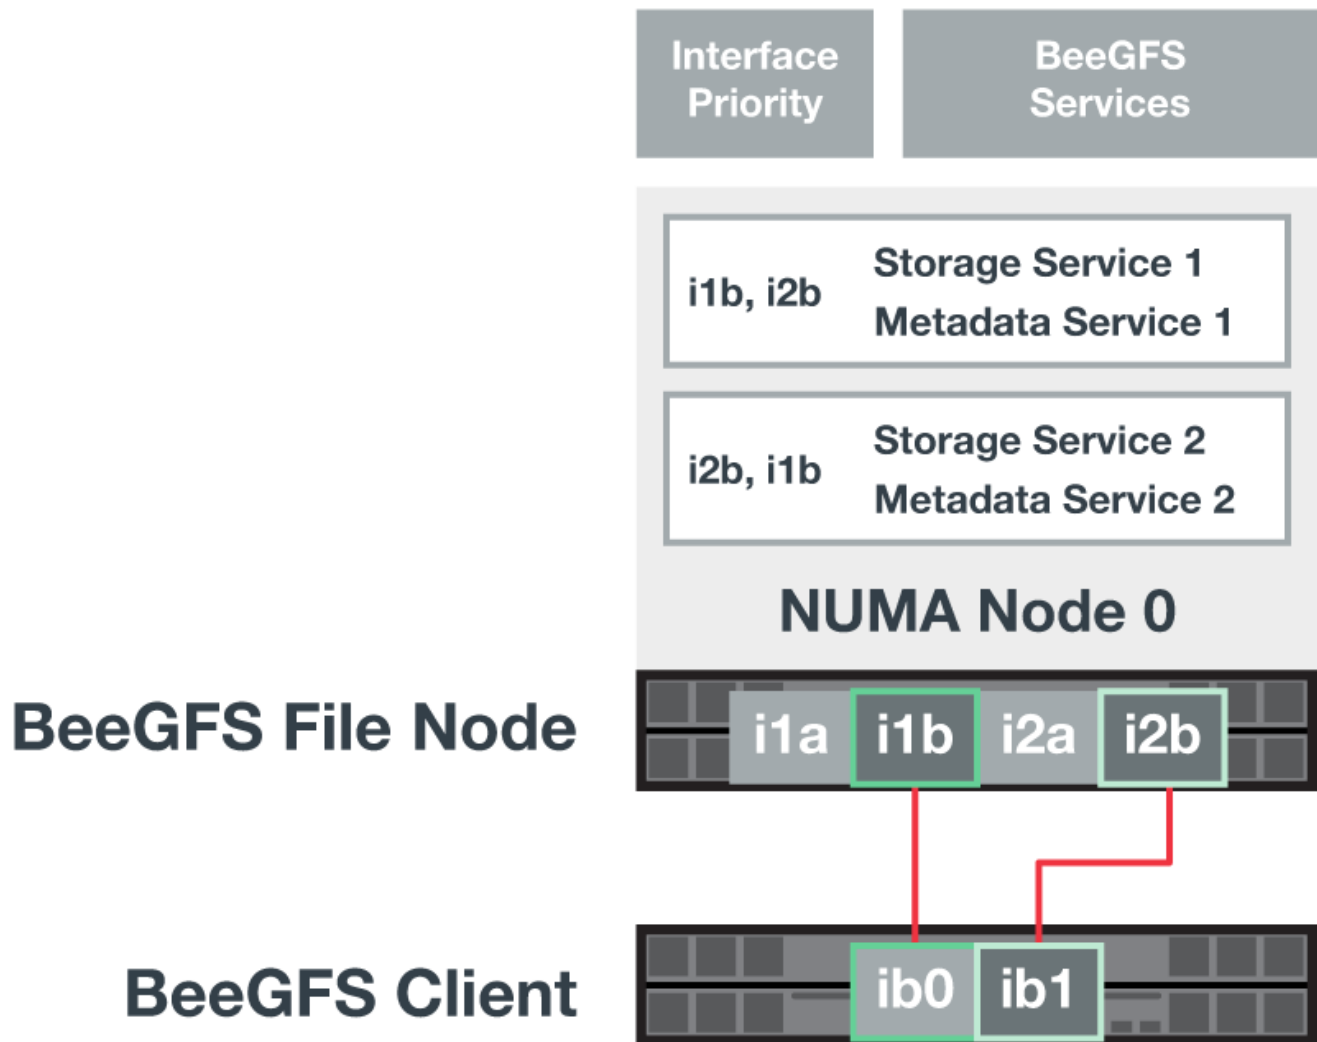 Interface
Priority
BeeGFS
Services
i1b, i2b
Storage Service 1
Metadata Service 1
i2b, i1b
Storage Service 2
Metadata Service 2
NUMA Node 0
BeeGFS File Node
i1a
i1b
i2a
i2b
BeeGFS Client
ib0
ib1